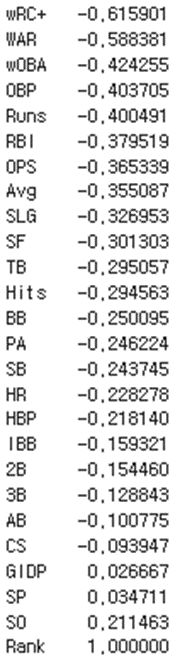 wRC+ -0.615901
WAR -0.588381
wOBA -0.424255
OBP -0.403705
Runs -0.400491
RBI -0.379519
OPS -0.365339
Avg -0.355087
SLG -0.326953
SF -0.301303
TB -0.295057
Hits -0.294563
BB -0.250095
PA -0.246224
SB -0.243745
HR -0.228278
HBP -0.218140
IBB -0.159321
2B -0.154460
3B -0.128843
AB -0.100775
CS -0.093947
GIDP 0.026667
SP 0.034711
SO 0.211463
Rank 1.000000